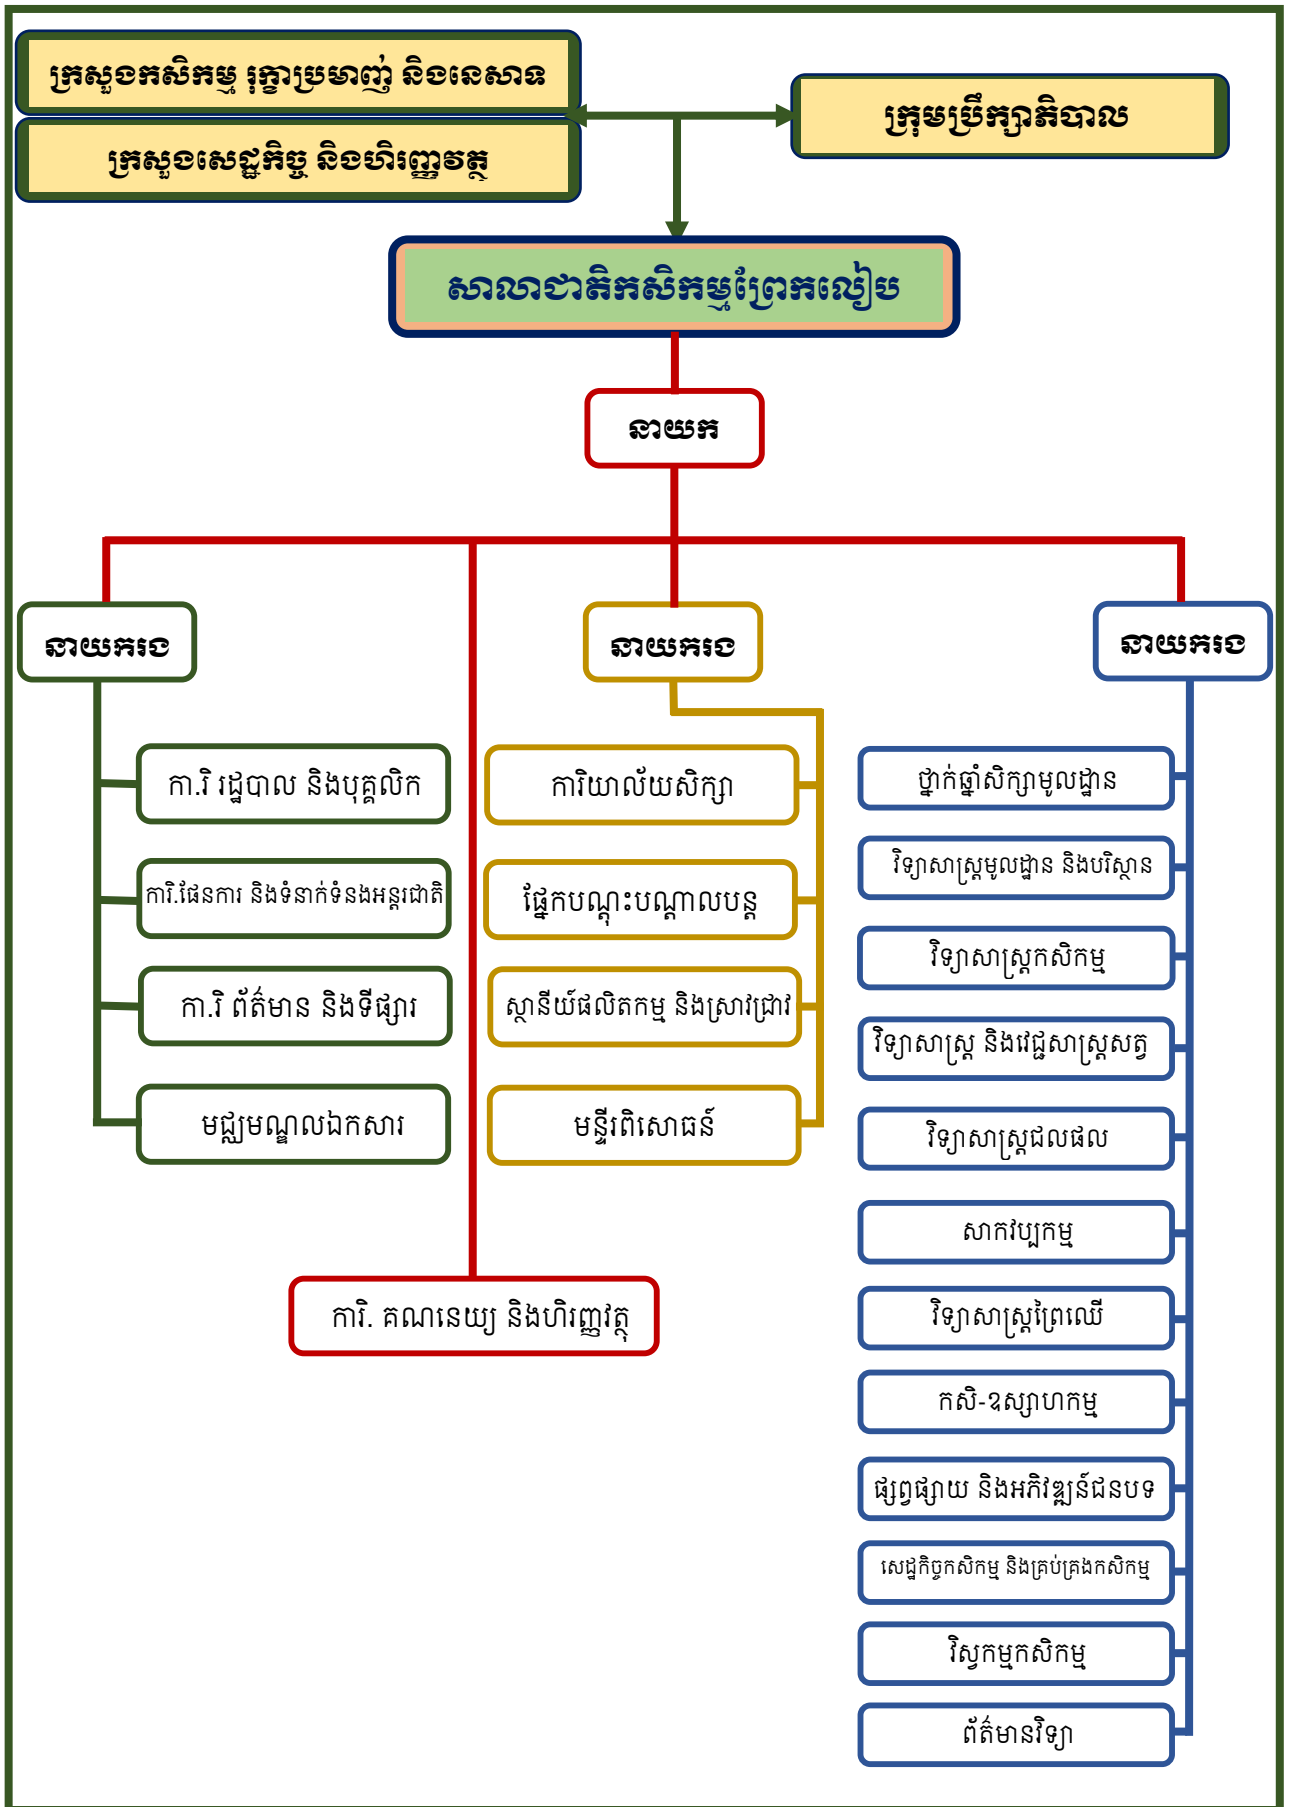 ក្រសួងកសិកម្ម រុក្ខាប្រមាញ់ និងនេសាទ
ក្រសួងសេដ្ឋកិច្ច និងហិរញ្ញវត្ថុ
ក្រុមប្រឹក្សាភិបាល
សាលាជាតិកសិកម្មព្រែកលៀប
នាយក
នាយករង
នាយករង
នាយករង
កា.រិ រដ្ឋបាល និងបុគ្គលិក
ការិ.ផែនការ និងទំនាក់ទំនងអន្តរជាតិ
កា.រិ ព័ត៌មាន និងទីផ្សារ
មជ្ឈមណ្ឌលឯកសារ
ការិយាល័យសិក្សា
ផ្នែកបណ្តុះបណ្តាលបន្ត
ស្ថានីយ៍ផលិតកម្ម និងស្រាវជ្រាវ
មន្ទីរពិសោធន៍
ការិ. គណនេយ្យ និងហិរញ្ញវត្ថុ
ថ្នាក់ឆ្នាំសិក្សាមូលដ្ឋាន
វិទ្យាសាស្ត្រមូលដ្ឋាន និងបរិស្ថាន
វិទ្យាសាស្ត្រកសិកម្ម
វិទ្យាសាស្ត្រ និងវេជ្ជសាស្ត្រសត្វ
វិទ្យាសាស្ត្រជលផល
សាកវប្បកម្ម
វិទ្យាសាស្ត្រព្រៃឈើ
កសិ-ឧស្សាហកម្ម
ផ្សព្វផ្សាយ និងអភិវឌ្ឍន៍ជនបទ
សេដ្ឋកិច្ចកសិកម្ម និងគ្រប់គ្រងកសិកម្ម
វិស្វកម្មកសិកម្ម
ព័ត៌មានវិទ្យា